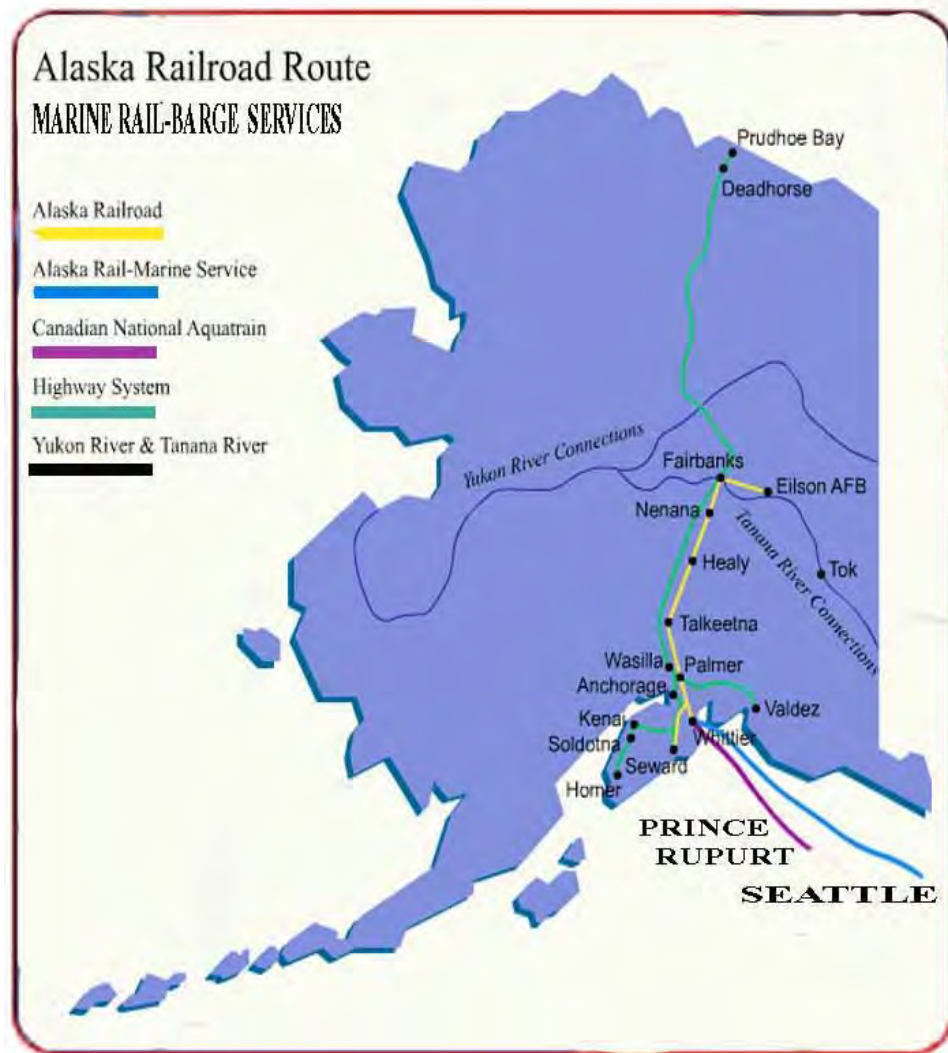 Alaska Railroad Route
MARINE RAIL-BARGE SERVICES
Alaska Railroad
Alaska Rail-Marine Service
Canadian National Aquatrain
Highway System
Yukon River & Tanana River
Prudhoe Bay
Deadhorse
Yukon River Connections
Fairbanks
Eilson AFB
Nenana
Tanana River Connections
Healy
Tok
Talkeetna
Wasilla
Palmer
Anchorage
Valdez
Kenai
Whittier
Soldotna
Seward
Homer
PRINCE
RUPURT
SEATTLE